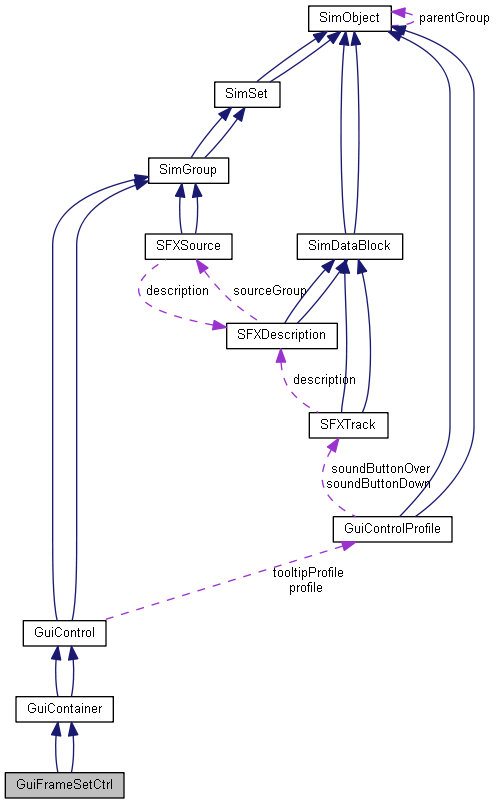 SimObject
parentGroup
SimSet
SimGroup
SFXSource
SimDataBlock
description
sourceGroup
SFXDescription
description
SFXTrack
soundButtonOver
soundButtonDown
GuiControlProfile
tooltipProfile
profile
GuiControl
GuiContainer
GuiFrameSetCtrl